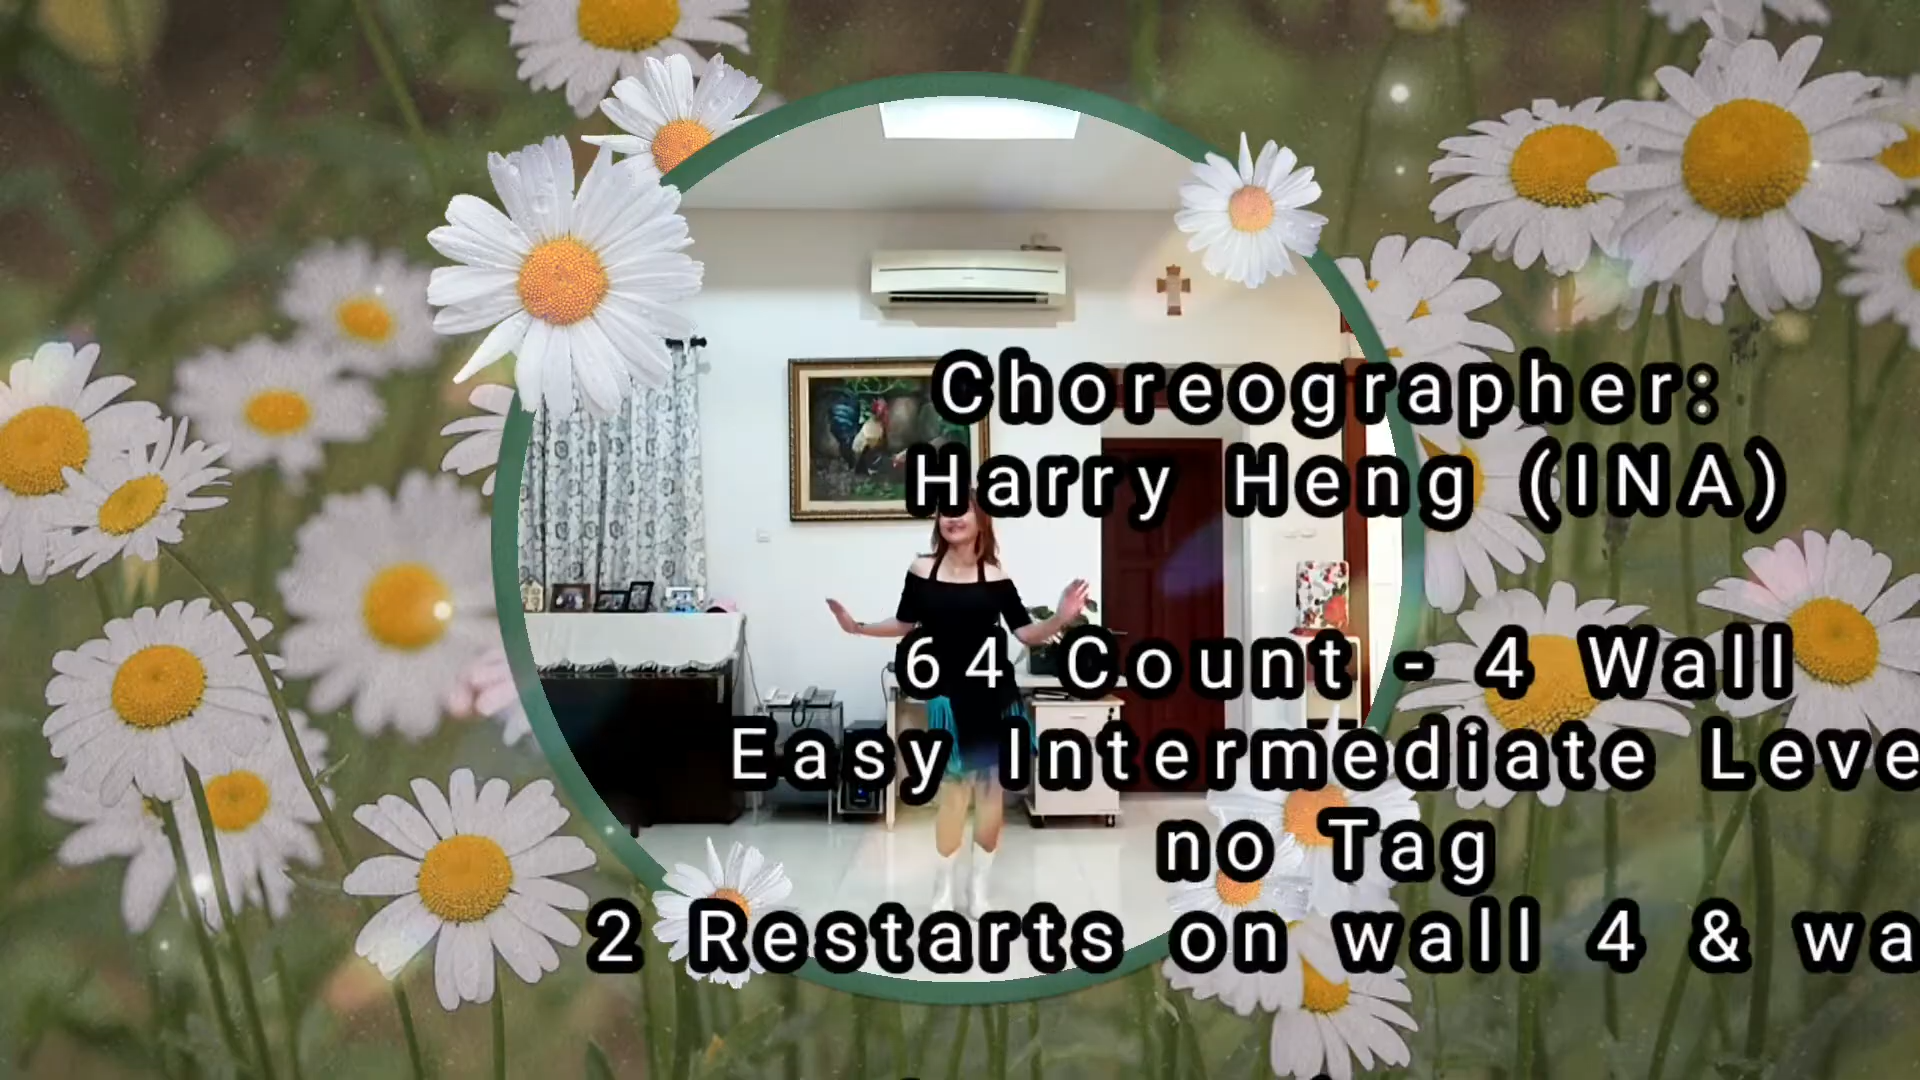 Choreographer:
Harry Heng (INA)
64 Count - 4 Wall
Easy Intermediate Leve
no Tag
2 Restarts on wall 4 & wa